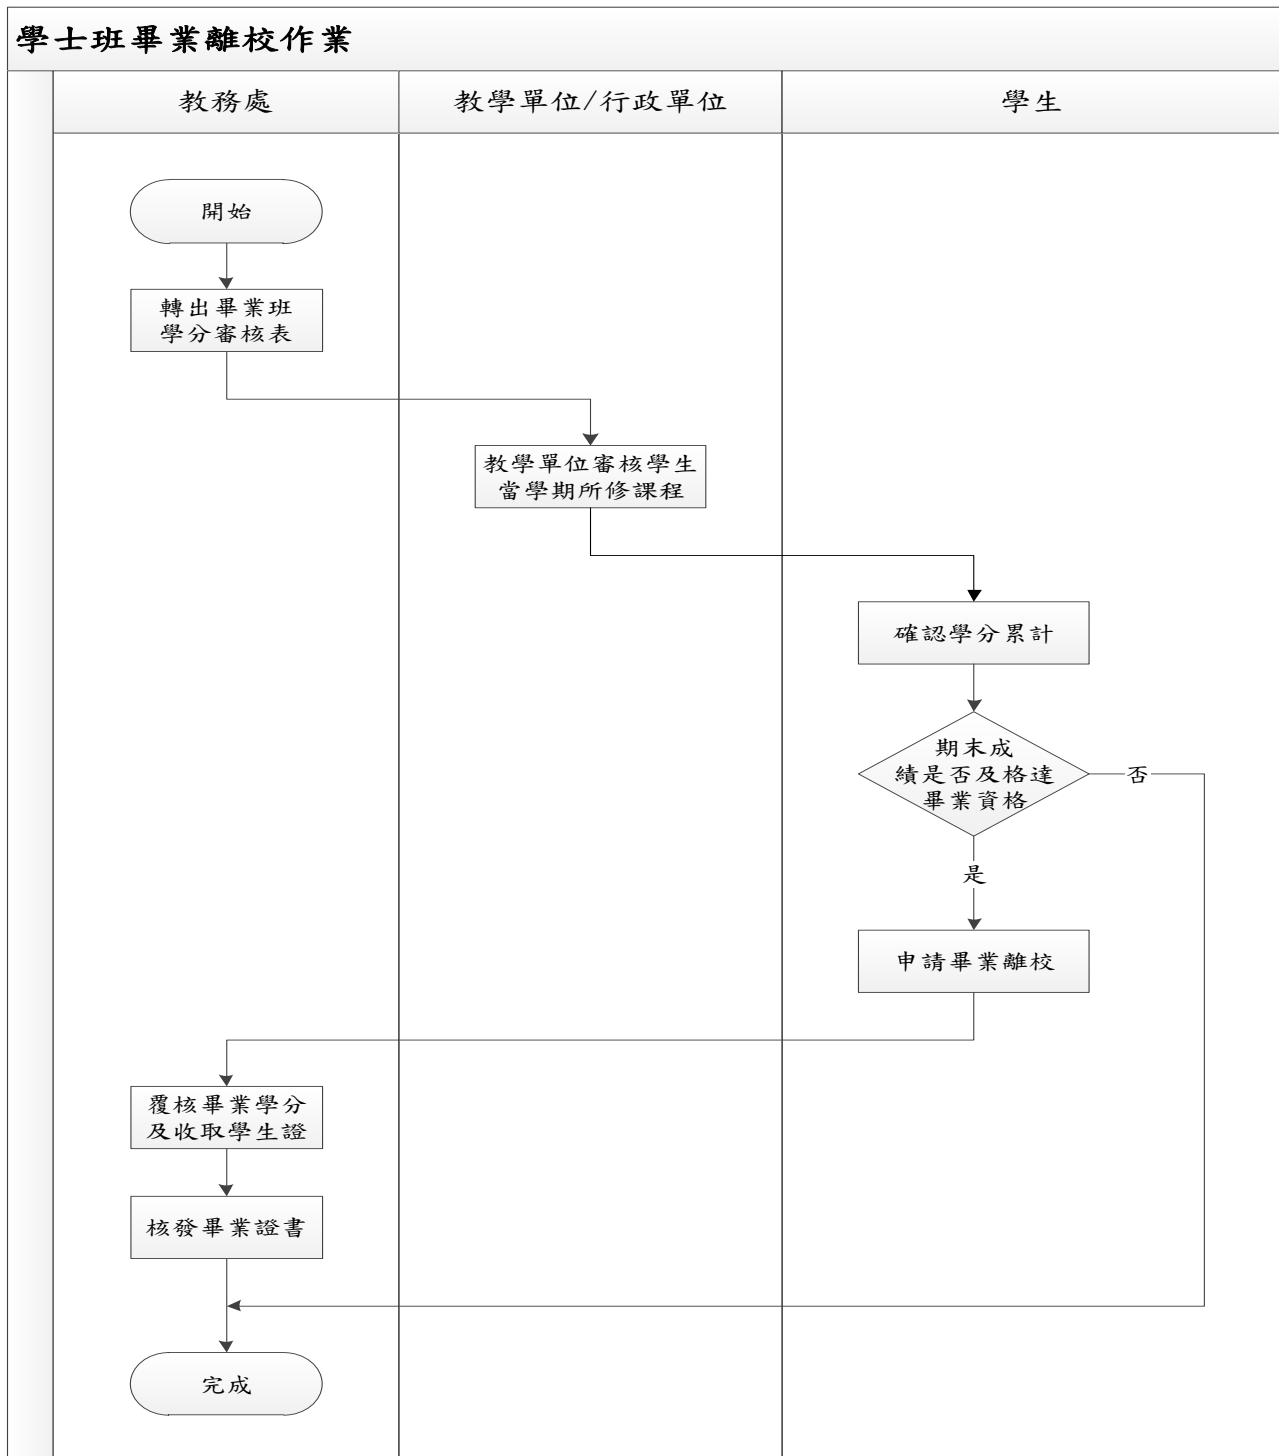 學士班畢業離校作業
教務處
教學單位/行政單位
學生
開始
轉出畢業班
學分審核表
教學單位審核學生
當學期所修課程
確認學分累計
期末成
績是否及格達
畢業資格
否
是
申請畢業離校
覆核畢業學分
及收取學生證
核發畢業證書
完成